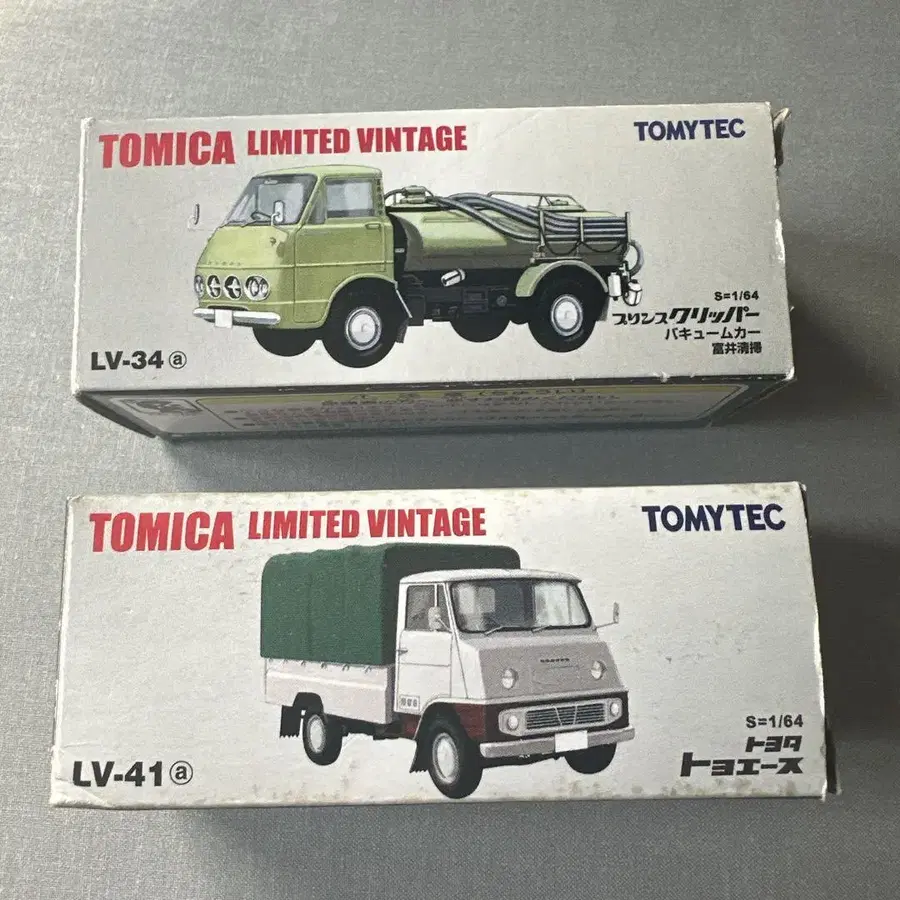 TOMICA LIMITED VINTAGE
TOMYTEC
S=1/64
プリンスクリッパー
バキュームカー
富井清掃
LV-34 ⓐ
TOMICA LIMITED VINTAGE
TOMYTEC
S=1/64
トヨタ
トヨエース
LV-41 ⓐ